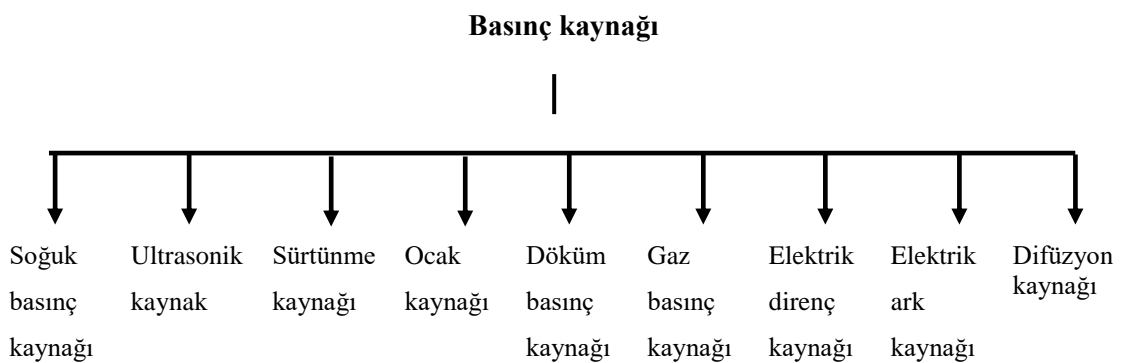 Basınç kaynağı
Soğuk
basınç
kaynağı
Ultrasonik
kaynak
Sürtünme
kaynağı
Ocak
kaynağı
Döküm
basınç
kaynağı
Gaz
basınç
kaynağı
Elektrik
direnç
kaynağı
Elektrik
ark
kaynağı
Difüzyon
kaynağı